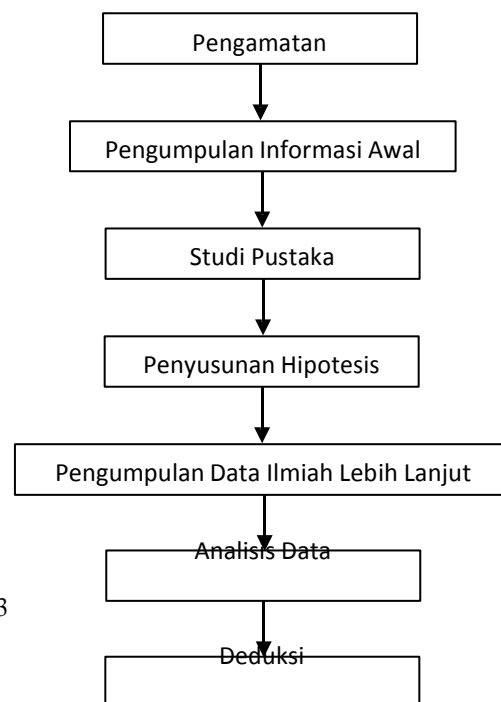 Pengamatan
Pengumpulan Informasi Awal
Studi Pustaka
Penyusunan Hipotesis
Pengumpulan Data Ilmiah Lebih Lanjut
Analisis Data
3
Deduksi